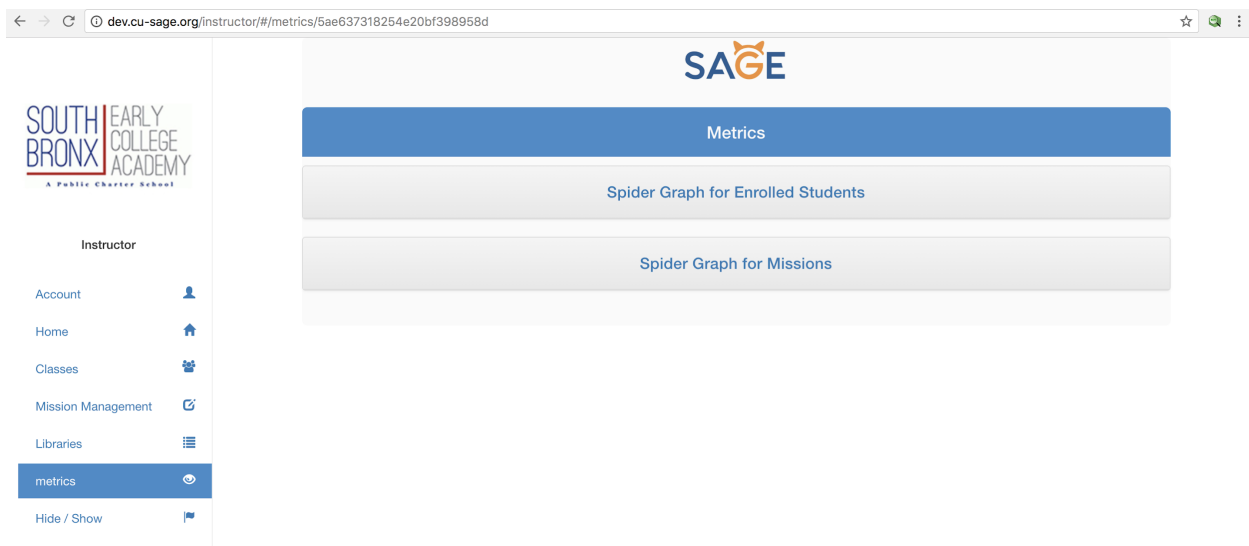 dev.cu-sage.org/instructor/#/metrics/5ae637318254e20bf398958d
SAGE
SOUTH BRONX
EARLY COLLEGE ACADEMY
A Public Charter School
Metrics
Spider Graph for Enrolled Students
Spider Graph for Missions
Instructor
Account
Home
Classes
Mission Management
Libraries
metrics
Hide / Show